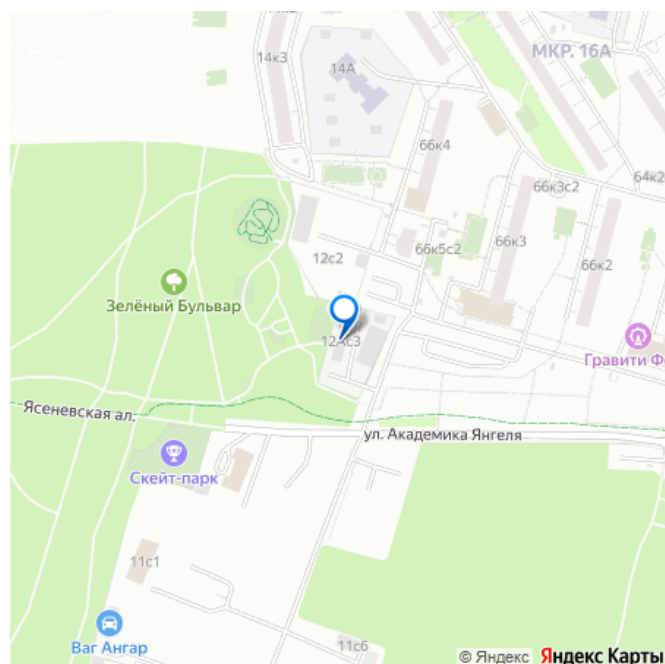 МКР. 16А
14к3
14А
66к4
64к2
66к3с2
12с2
66к5с2
66к3
66к2
Зелёный Бульвар
12Ас3
Гравити Ф
Ясеневская ал.
ул. Академика Янгеля
Скейт-парк
11с1
Ваг Ангар
11с6
© Яндекс Яндекс Карты